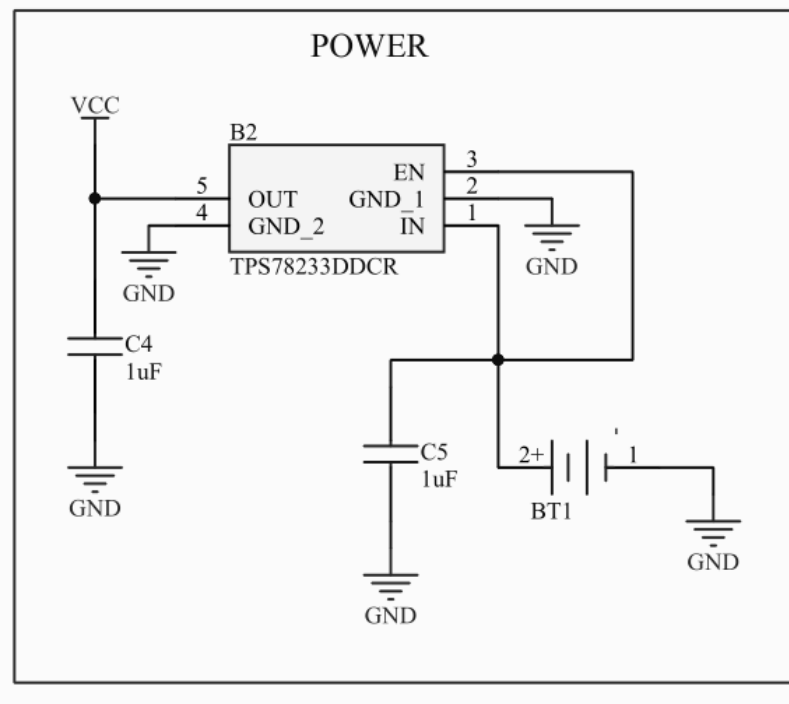 POWER
VCC
B2
EN 3
5 OUT GND_1 2
4 GND_2 IN 1
TPS78233DDCR
GND
GND
C4
1uF
C5
1uF
2+ 1
BT1
GND
GND
GND